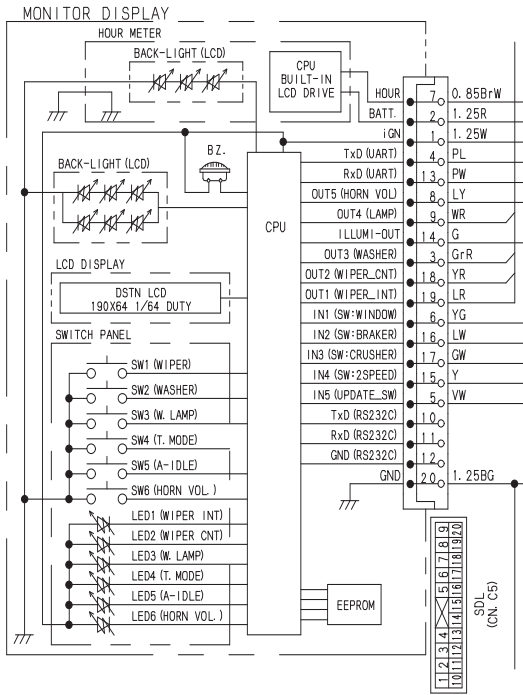 MONITOR DISPLAY
HOUR METER
BACK-LIGHT (LCD)
CPU
BUILT-IN
LCD DRIVE
B.Z.
BACK-LIGHT (LCD)
CPU
LCD DISPLAY
DSTN LCD
190X64 1/64 DUTY
SWITCH PANEL
SW1 (WIPER)
SW2 (WASHER)
SW3 (W. LAMP)
SW4 (T. MODE)
SW5 (A-IDLE)
SW6 (HORN VOL.)
LED1 (WIPER INT)
LED2 (WIPER CNT)
LED3 (W. LAMP)
LED4 (T. MODE)
LED5 (A-IDLE)
LED6 (HORN VOL.)
EEPROM
HOUR 7 0.85BrW
BATT. 2 1.25R
iGN 1 1.25W
TxD (UART) 4 PL
RxD (UART) 13 PW
OUT5 (HORN VOL) 8 LY
OUT4 (LAMP) 9 WR
ILLUMI-OUT 14 G
OUT3 (WASHER) 3 GrR
OUT2 (WIPER_CNT) 18 YR
OUT1 (WIPER_INT) 19 LR
IN1 (SW:WINDOW) 6 YG
IN2 (SW:BRAKER) 16 LW
IN3 (SW:CRUSHER) 17 GW
IN4 (SW:2SPEED) 15 Y
IN5 (UPDATE_SW) 5 VW
TxD (RS232C) 10
RxD (RS232C) 11
GND (RS232C) 12
GND 20 1.25BG
1 2 3 4 5 6 7 8 9
10 11 12 13 14 15 16 17 18 19 20
SDL
(CN. C5)